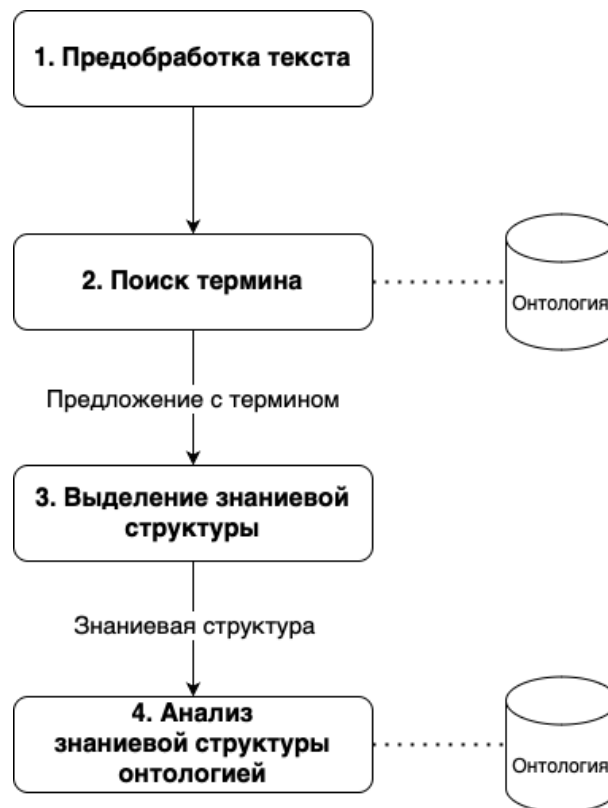 1. Предобработка текста
2. Поиск термина
Онтология
Предложение с термином
3. Выделение знаниевой
структуры
Знаниевая структура
4. Анализ
знаниевой структуры
онтологией
Онтология